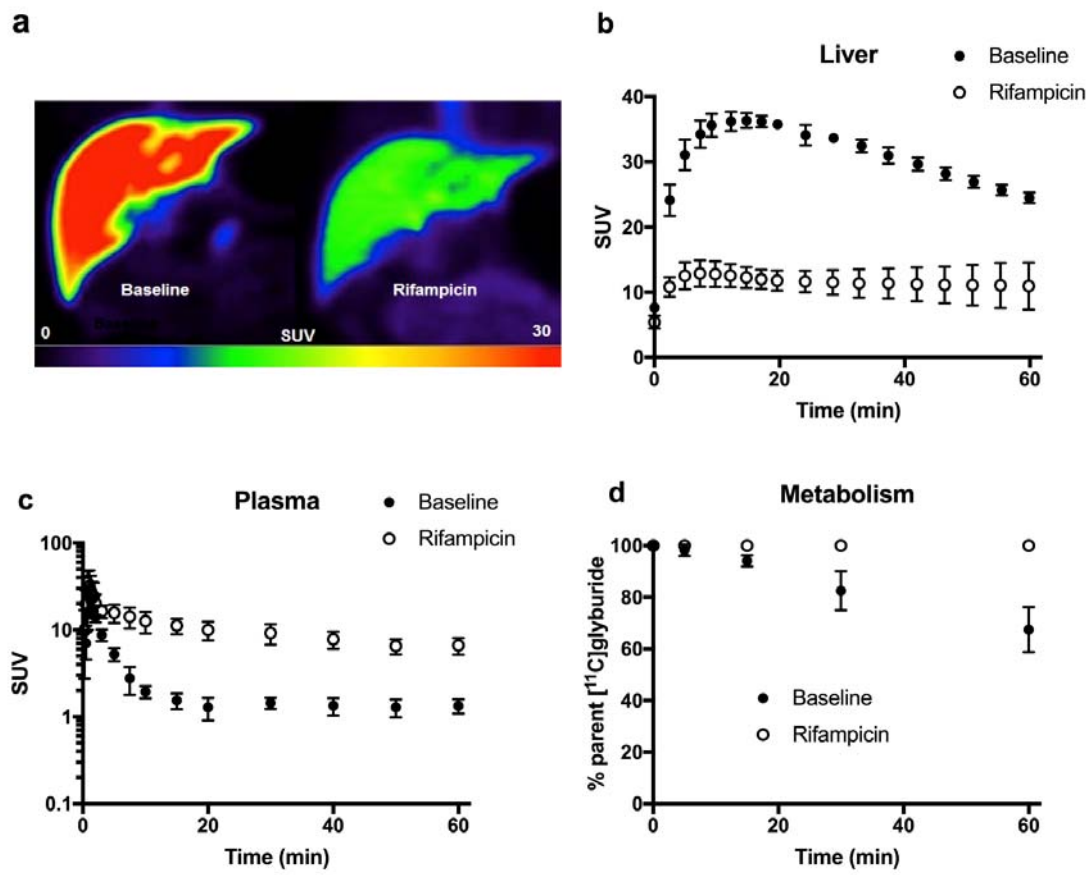 a
Baseline
Rifampicin
0
SUV
30
b
Liver
Baseline
Rifampicin
40
30
20
10
0
SUV
0
20
40
60
Time (min)
c
Plasma
Baseline
Rifampicin
100
10
1
0.1
SUV
0
20
40
60
Time (min)
d
Metabolism
100
80
60
40
20
0
% parent [¹¹C]glyburide
Baseline
Rifampicin
0
20
40
60
Time (min)